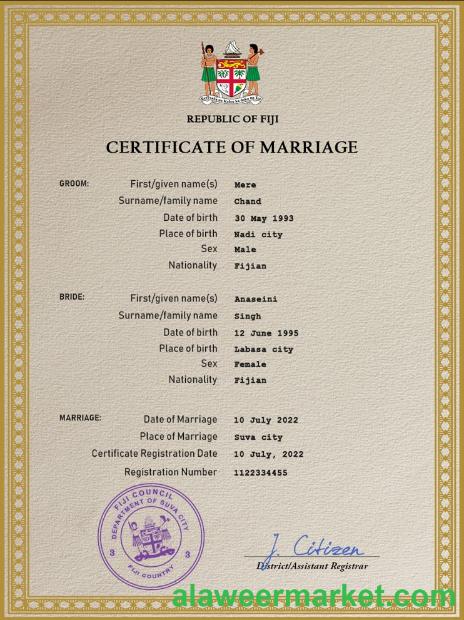 REPUBLIC OF FIJI
CERTIFICATE OF MARRIAGE
GROOM: First/given name(s) Mere
Surname/family name Chand
Date of birth 30 May 1993
Place of birth Nadi city
Sex Male
Nationality Fijian
BRIDE: First/given name(s) Anaseini
Surname/family name Singh
Date of birth 12 June 1995
Place of birth Labasa city
Sex Female
Nationality Fijian
MARRIAGE: Date of Marriage 10 July 2022
Place of Marriage Suva city
Certificate Registration Date 10 July, 2022
Registration Number 1122334455
FIJI COUNCIL
DEPARTMENT OF SUVA CITY
3 3
FIJI COUNTRY
J. Citizen
District/Assistant Registrar
alaweermarket.com